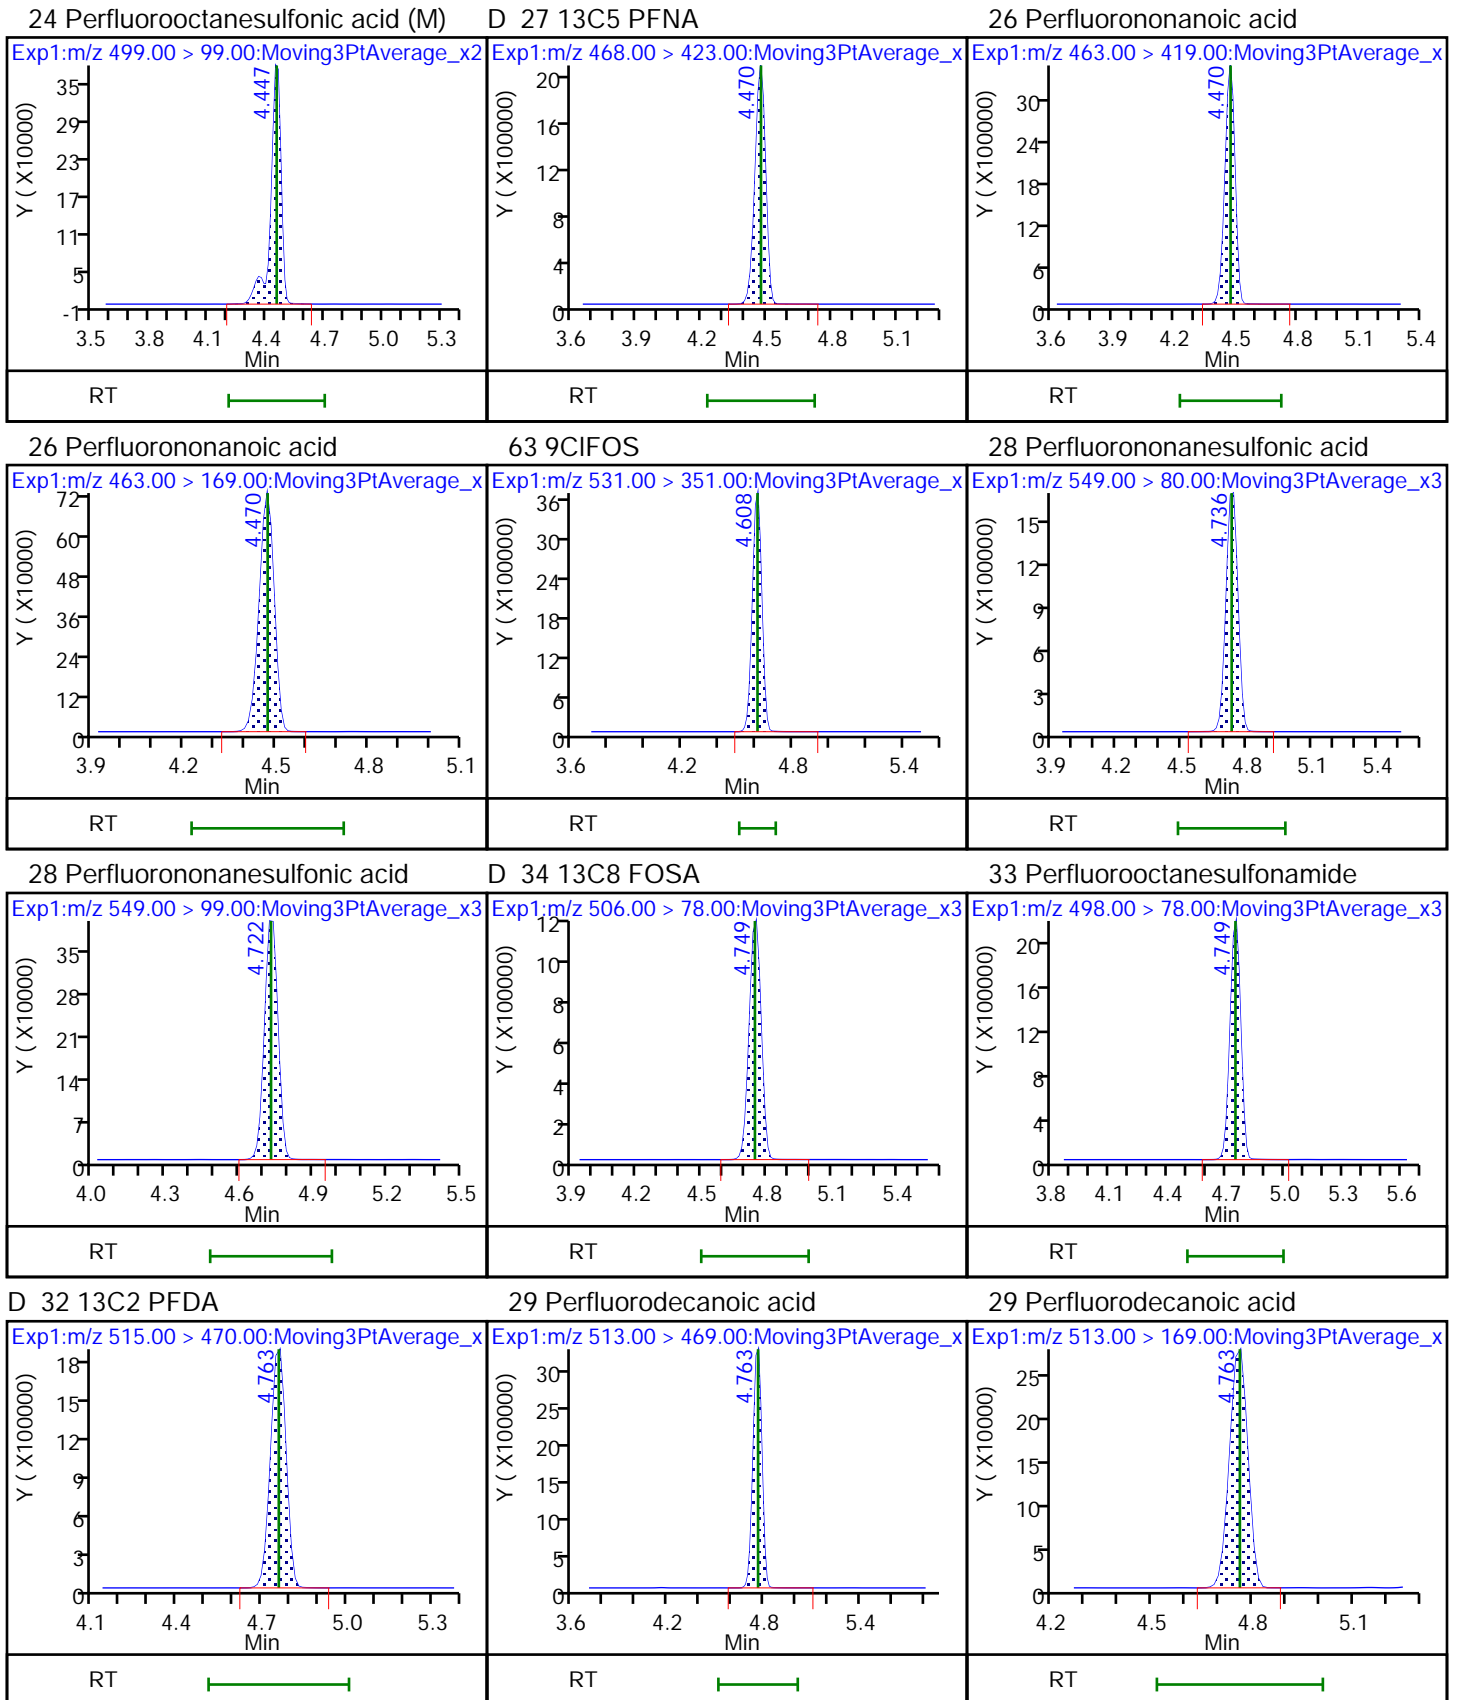 24 Perfluorooctanesulfonic acid (M)
D 27 13C5 PFNA
26 Perfluorononanoic acid
Exp1:m/z 499.00 > 99.00:Moving3PtAverage_x2
Exp1:m/z 468.00 > 423.00:Moving3PtAverage_x
Exp1:m/z 463.00 > 419.00:Moving3PtAverage_x
4.447
35
29
23
17
11
5
-1
Y ( X10000)
3.5 3.8 4.1 4.4 4.7 5.0 5.3
Min
RT
4.470
20
16
12
8
4
0
Y ( X100000)
3.6 3.9 4.2 4.5 4.8 5.1
Min
RT
4.470
30
24
18
12
6
0
Y ( X100000)
3.6 3.9 4.2 4.5 4.8 5.1 5.4
Min
RT
26 Perfluorononanoic acid
63 9ClFOS
28 Perfluorononanesulfonic acid
Exp1:m/z 463.00 > 169.00:Moving3PtAverage_x
Exp1:m/z 531.00 > 351.00:Moving3PtAverage_x
Exp1:m/z 549.00 > 80.00:Moving3PtAverage_x3
4.470
72
60
48
36
24
12
0
Y ( X10000)
3.9 4.2 4.5 4.8 5.1
Min
RT
4.608
36
30
24
18
12
6
0
Y ( X100000)
3.6 4.2 4.8 5.4
Min
RT
4.736
15
12
9
6
3
0
Y ( X100000)
3.9 4.2 4.5 4.8 5.1 5.4
Min
RT
28 Perfluorononanesulfonic acid
D 34 13C8 FOSA
33 Perfluorooctanesulfonamide
Exp1:m/z 549.00 > 99.00:Moving3PtAverage_x3
Exp1:m/z 506.00 > 78.00:Moving3PtAverage_x3
Exp1:m/z 498.00 > 78.00:Moving3PtAverage_x3
4.722
35
28
21
14
7
0
Y ( X10000)
4.0 4.3 4.6 4.9 5.2 5.5
Min
RT
4.749
12
10
8
6
4
2
0
Y ( X100000)
3.9 4.2 4.5 4.8 5.1 5.4
Min
RT
4.749
20
16
12
8
4
0
Y ( X100000)
3.8 4.1 4.4 4.7 5.0 5.3 5.6
Min
RT
D 32 13C2 PFDA
29 Perfluorodecanoic acid
29 Perfluorodecanoic acid
Exp1:m/z 515.00 > 470.00:Moving3PtAverage_x
Exp1:m/z 513.00 > 469.00:Moving3PtAverage_x
Exp1:m/z 513.00 > 169.00:Moving3PtAverage_x
4.763
18
15
12
9
6
3
0
Y ( X100000)
4.1 4.4 4.7 5.0 5.3
Min
RT
4.763
30
25
20
15
10
5
0
Y ( X100000)
3.6 4.2 4.8 5.4
Min
RT
4.763
25
20
15
10
5
0
Y ( X10000)
4.2 4.5 4.8 5.1
Min
RT